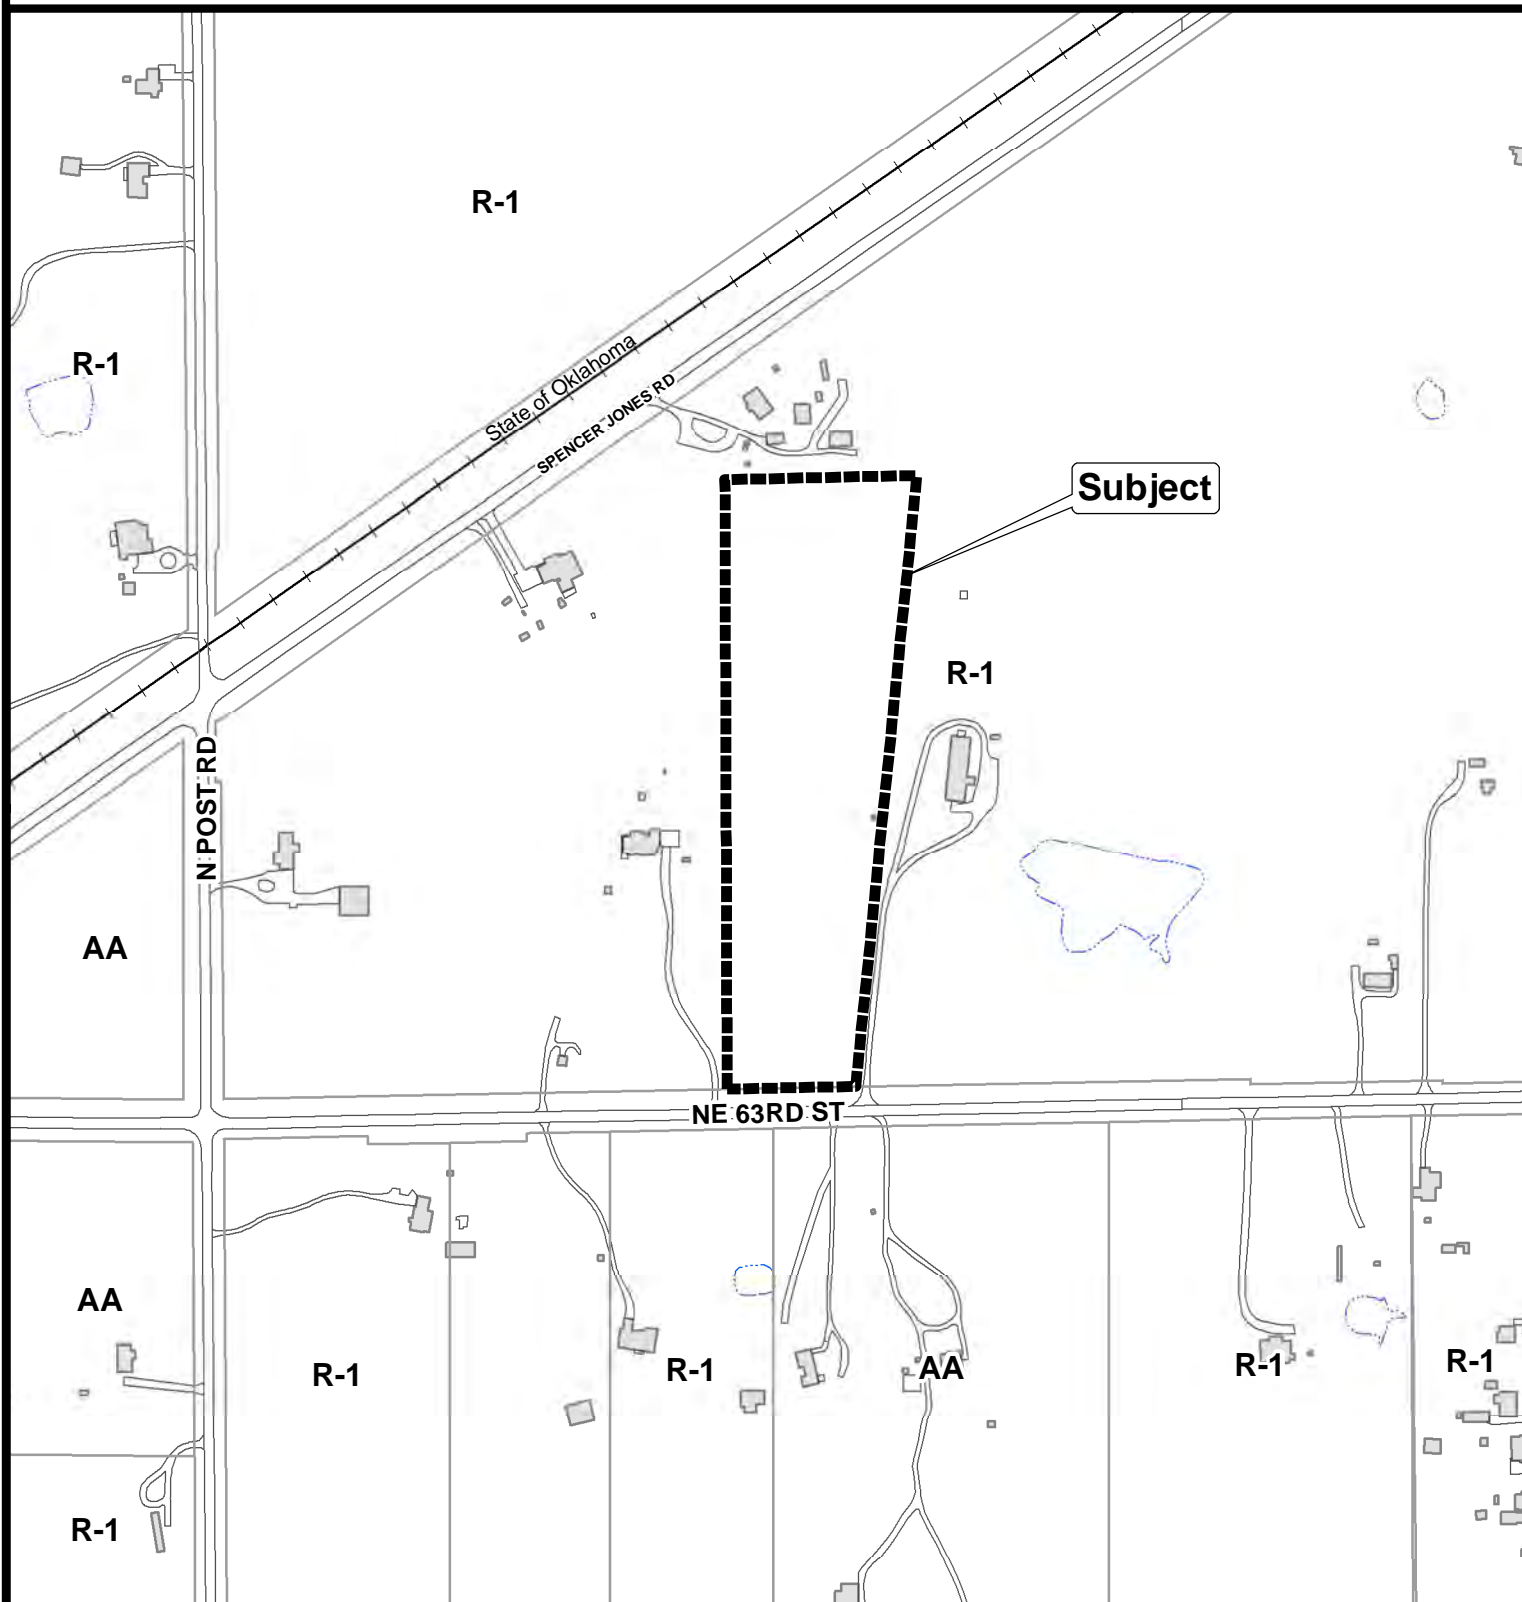 R-1
State of Oklahoma
R-1
SPENCER JONES RD
Subject
R-1
N POST RD
AA
NE 63RD ST
AA
R-1
R-1
AA
R-1
R-1
R-1